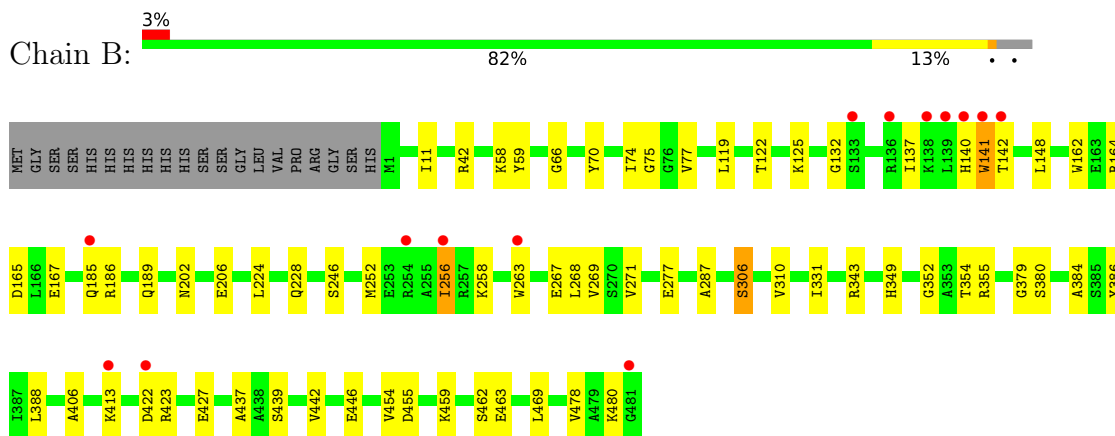 3%
Chain B:
82% 13% • •
MET GLY SER SER HIS HIS HIS HIS HIS HIS SER SER GLY LEU VAL PRO ARG GLY SER HIS M1 I11 R42 K58 Y59 G66 Y70 I74 G75 G76 V77 L119 T122 K125 G132 S133 R136 I137 K138 L139 H140 W141 T142 L148 W162 E163 R164
D165 L166 E167 Q185 R186 Q189 N202 E206 L224 Q228 S246 M252 E253 R254 A255 I256 R257 K258 W263 E267 L268 V269 S270 V271 E277 A287 S306 V310 I331 R343 H349 G352 A353 T354 R355 G379 S380 A384 S385 Y386
I387 L388 A406 K413 D422 R423 E427 A437 A438 S439 V442 E446 V454 D455 K459 S462 E463 L469 V478 A479 K480 G481